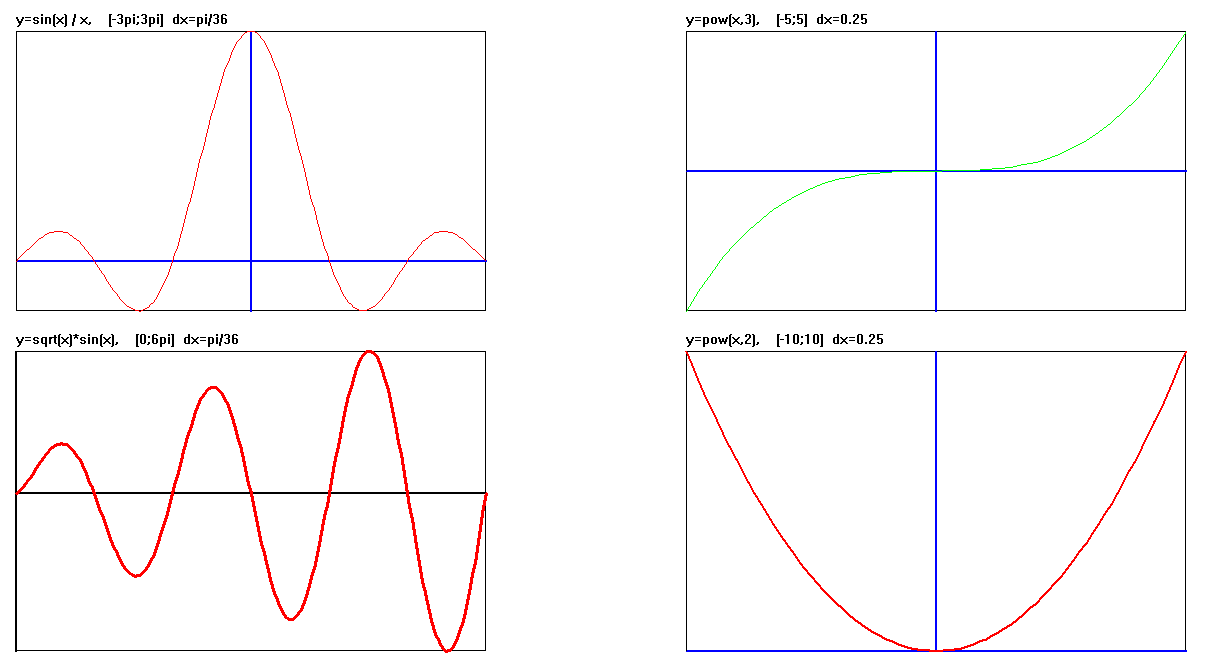 y=sin(x) / x,    [-3pi;3pi]  dx=pi/36
y=pow(x,3),    [-5;5]  dx=0.25
y=sqrt(x)*sin(x),    [0;6pi]  dx=pi/36
y=pow(x,2),    [-10;10]  dx=0.25